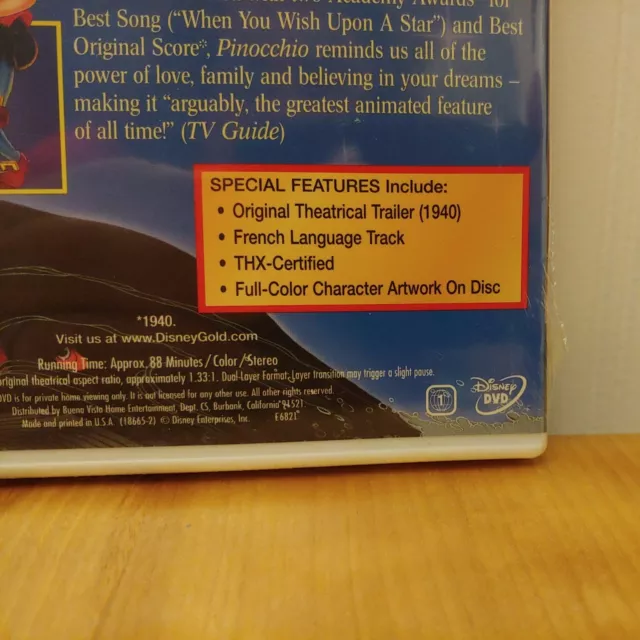 Two Academy Awards® for
Best Song (“When You Wish Upon A Star”) and Best
Original Score*, Pinocchio reminds us all of the
power of love, family and believing in your dreams –
making it “arguably, the greatest animated feature
of all time!” (TV Guide)
SPECIAL FEATURES Include:
• Original Theatrical Trailer (1940)
• French Language Track
• THX-Certified
• Full-Color Character Artwork On Disc
*1940.
Visit us at www.DisneyGold.com
Running Time: Approx. 88 Minutes / Color / Stereo
original theatrical aspect ratio, approximately 1.33:1. Dual-Layer Format; Layer transition may trigger a slight pause.
DVD is for private home viewing only. It is not licensed for any other use. All other rights reserved.
Distributed by Buena Vista Home Entertainment, Dept. CS, Burbank, California 91521.
Made and printed in U.S.A. (18665-2) © Disney Enterprises, Inc. E6821
1
Disney
DVD